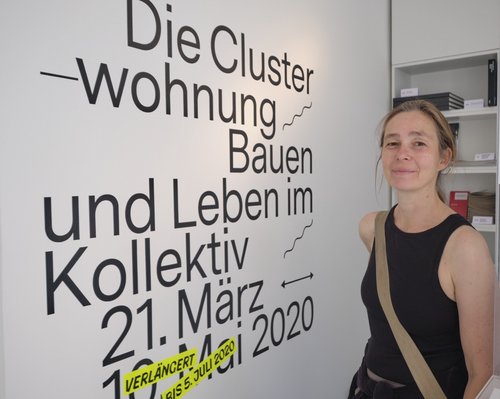 Die Cluster
–wohnung
Bauen
und Leben im
Kollektiv
21. März
10. Mai 2020
VERLÄNGERT
BIS 5. JULI 2020